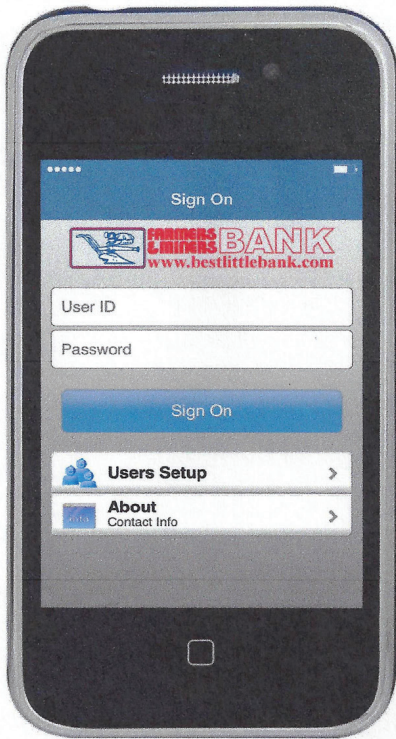 Sign On
FARMERS
& MINERS BANK
www.bestlittlebank.com
User ID
Password
Sign On
Users Setup
About
Contact Info